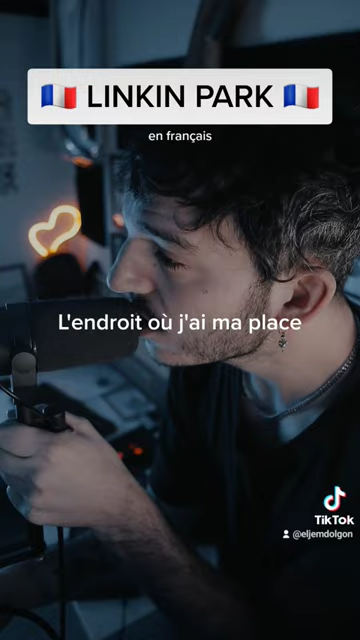 🇫🇷 LINKIN PARK 🇫🇷
en français
L'endroit où j'ai ma place
TikTok
@eljemdolgon